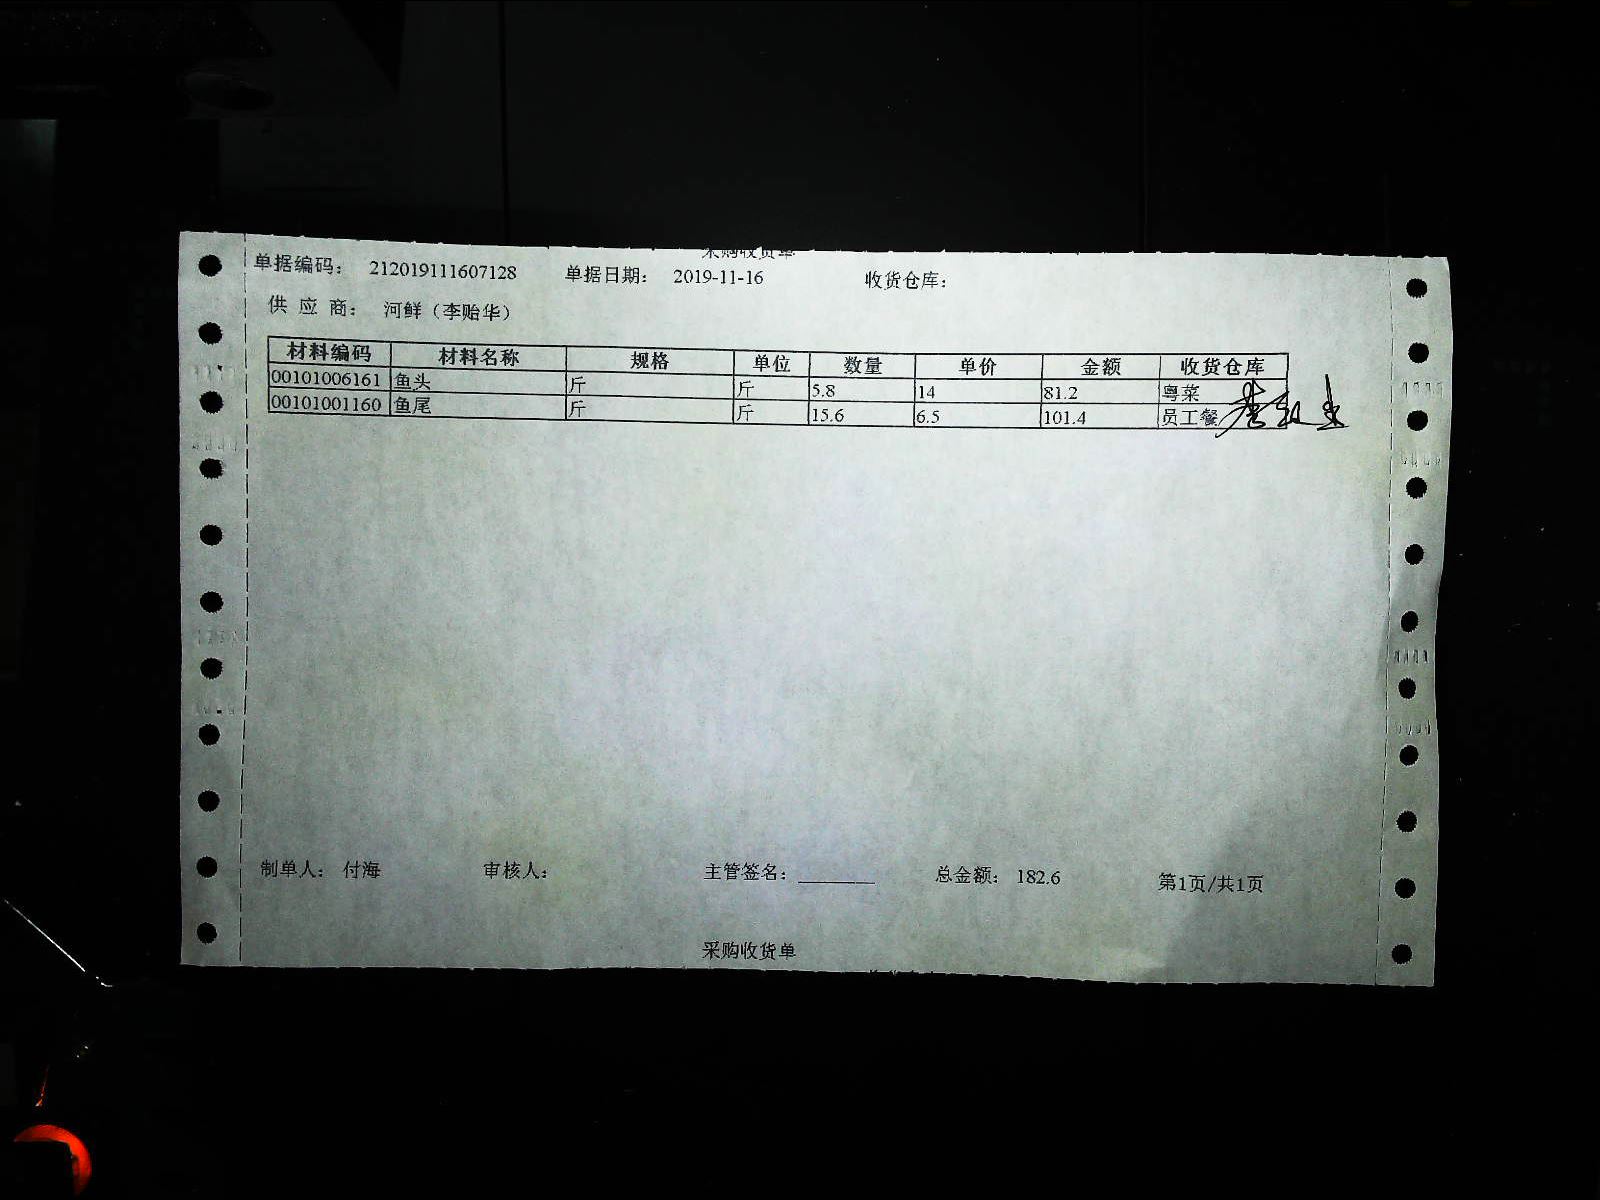 采购收货单
单据编码： 212019111607128 单据日期： 2019-11-16 收货仓库：
供 应 商： 河鲜（李贻华）
材料编码 材料名称 规格 单位 数量 单价 金额 收货仓库
00101006161 鱼头 斤 斤 5.8 14 81.2 粤菜
00101001160 鱼尾 斤 斤 15.6 6.5 101.4 员工餐
制单人： 付海 审核人： 主管签名： 总金额： 182.6 第1页/共1页
采购收货单